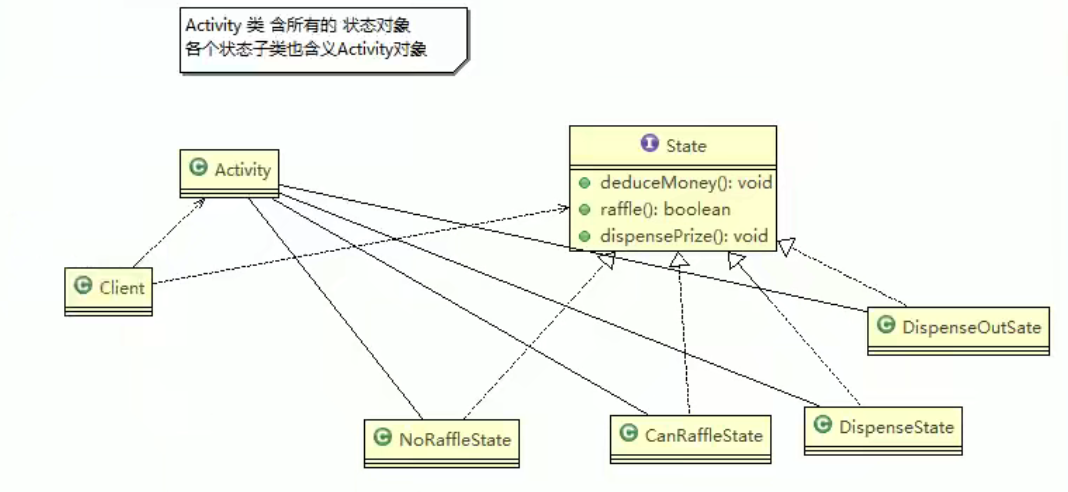 Activity 类 含所有的 状态对象
各个状态子类也含义Activity对象
I State
C Activity
deduceMoney(): void
raffle(): boolean
dispensePrize(): void
C Client
C DispenseOutSate
C NoRaffleState
C CanRaffleState
C DispenseState